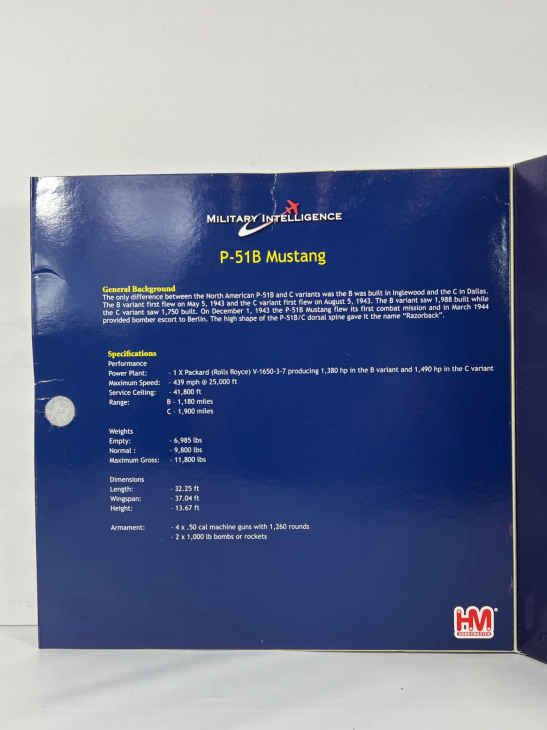 MILITARY INTELLIGENCE
P-51B Mustang
General Background
The only difference between the North American P-51B and C variants was the B was built in Inglewood and the C in Dallas.
The B variant first flew on May 5, 1943 and the C variant first flew on August 5, 1943. The B variant saw 1,988 built while
the C variant saw 1,750 built. On December 1, 1943 the P-51B Mustang flew its first combat mission and in March 1944
provided bomber escort to Berlin. The high shape of the P-51B/C dorsal spine gave it the name "Razorback".
Specifications
Performance
Power Plant: - 1 X Packard (Rolls Royce) V-1650-3-7 producing 1,380 hp in the B variant and 1,490 hp in the C variant
Maximum Speed: - 439 mph @ 25,000 ft
Service Ceiling: - 41,800 ft
Range: B - 1,180 miles
C - 1,900 miles
Weights
Empty: - 6,985 lbs
Normal : - 9,800 lbs
Maximum Gross: - 11,800 lbs
Dimensions
Length: - 32.25 ft
Wingspan: - 37.04 ft
Height: - 13.67 ft
Armament: - 4 x .50 cal machine guns with 1,260 rounds
- 2 x 1,000 lb bombs or rockets
HM
HOBBYMASTER